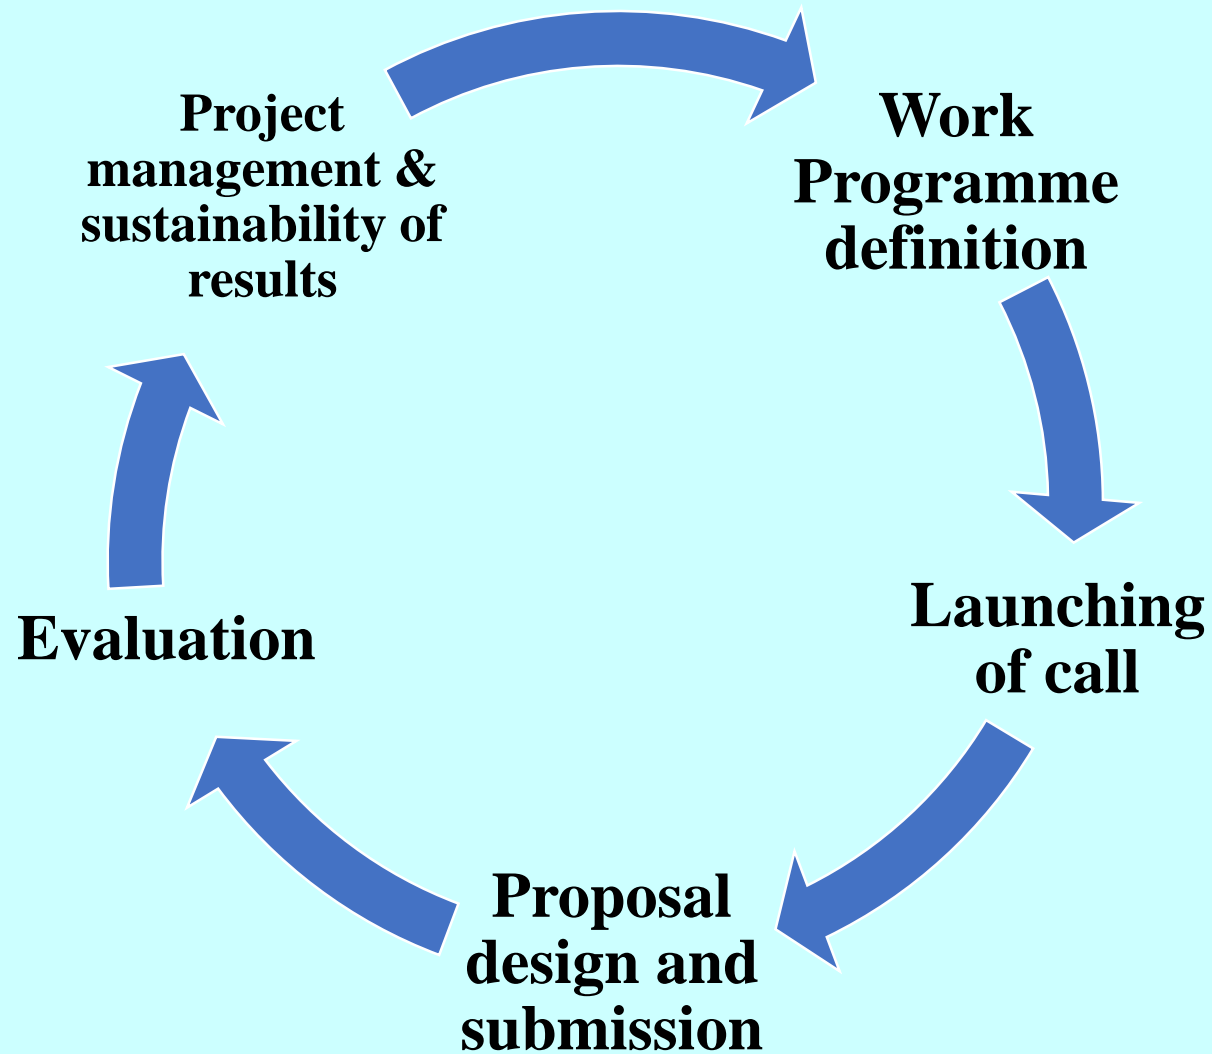 Project
management &
sustainability of
results
Work
Programme
definition
Launching
of call
Proposal
design and
submission
Evaluation